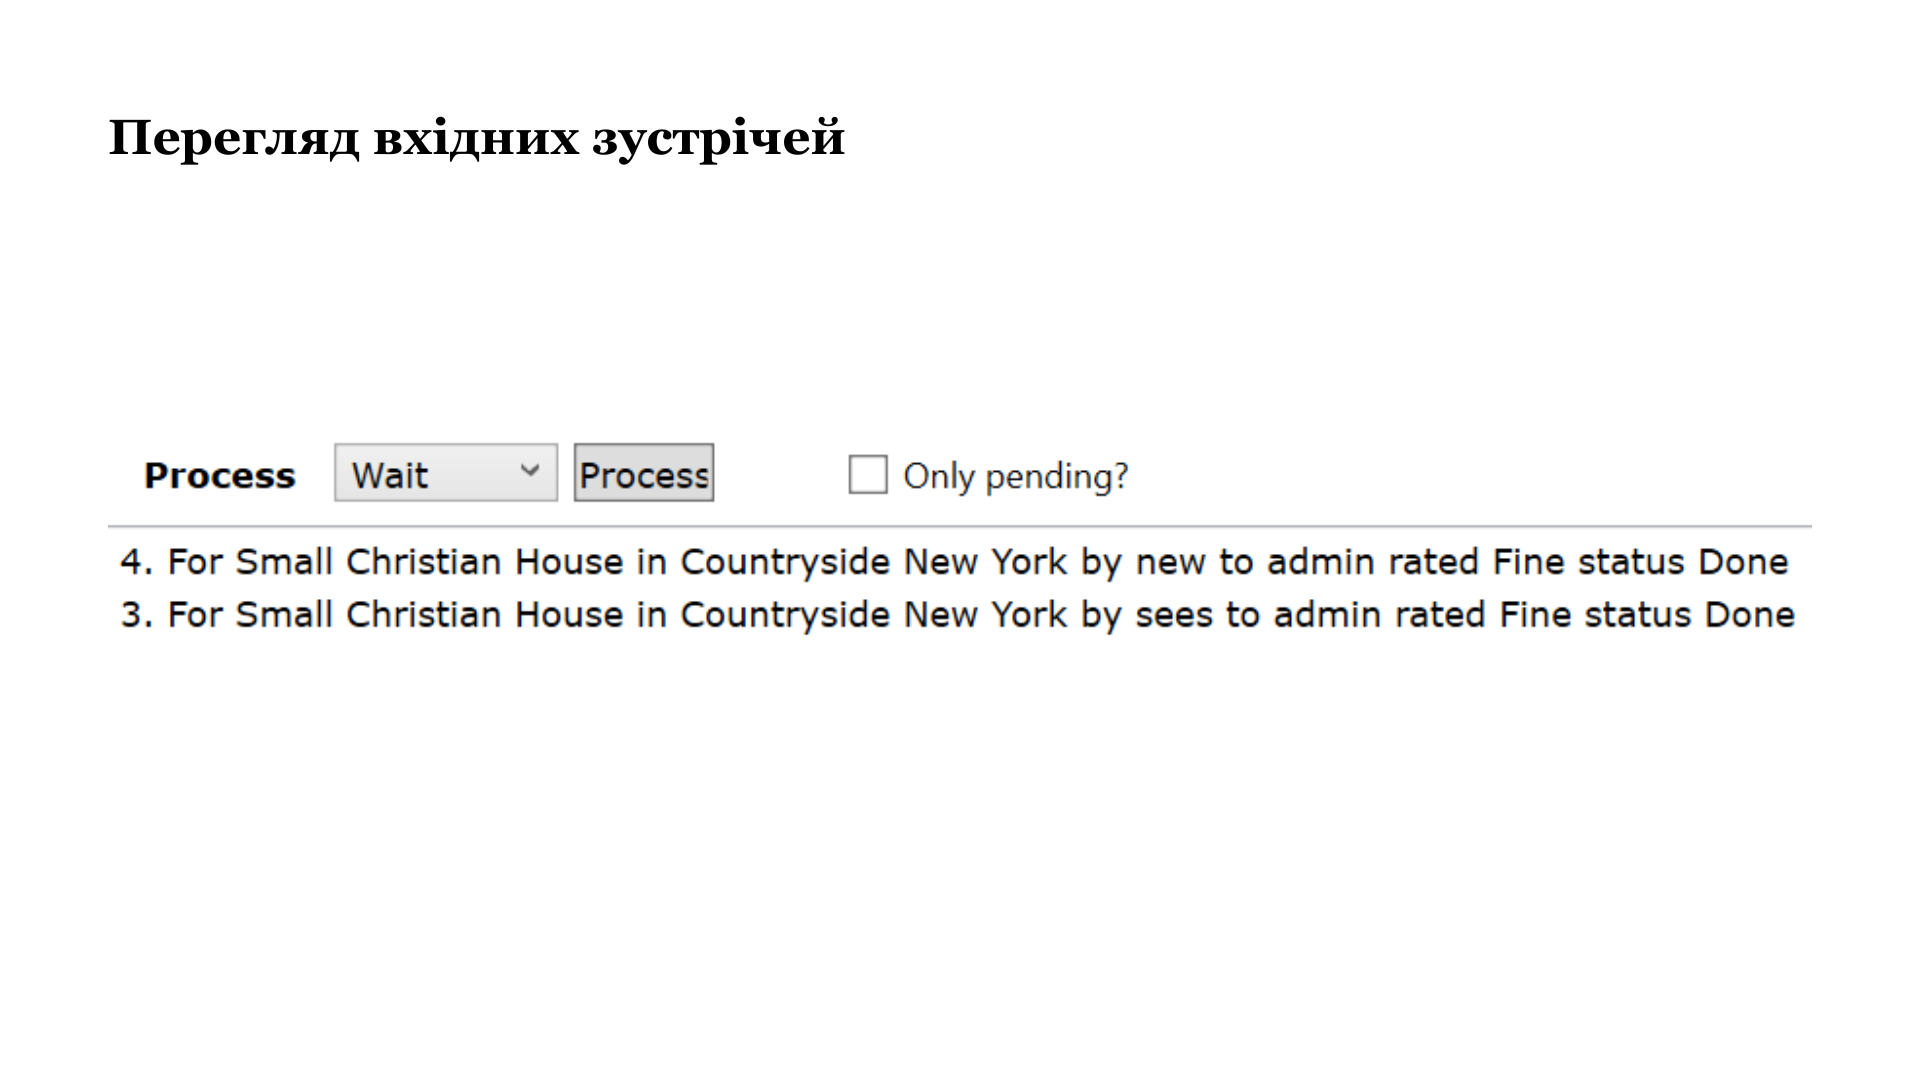 Перегляд вхідних зустрічей
Process Wait Process Only pending?
4. For Small Christian House in Countryside New York by new to admin rated Fine status Done
3. For Small Christian House in Countryside New York by sees to admin rated Fine status Done